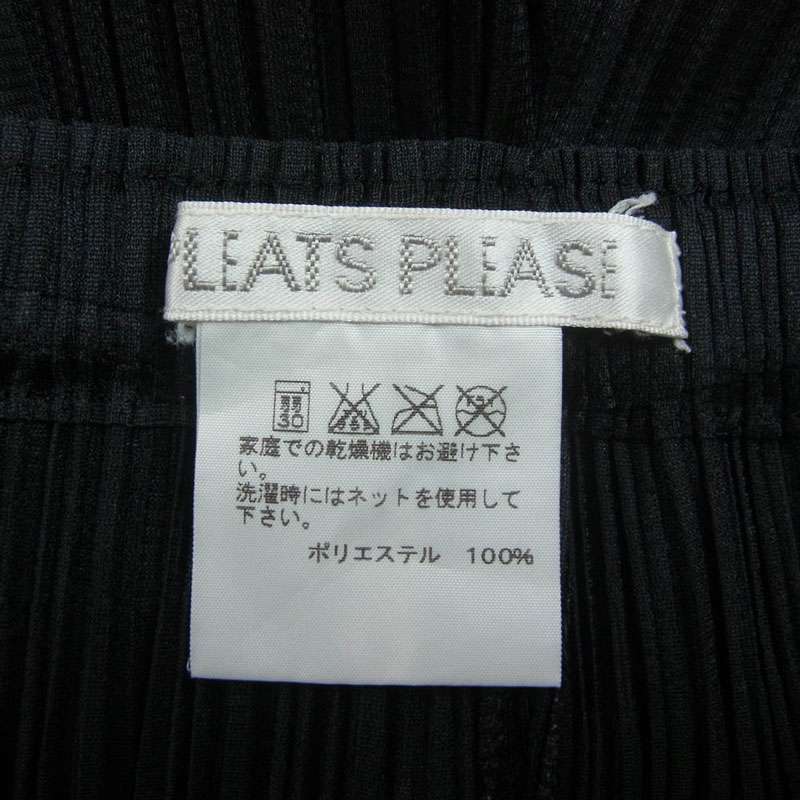 PLEATS PLEASE
弱
30
家庭での乾燥機はお避け下さ
い。
洗濯時にはネットを使用して
下さい。
ポリエステル 100%